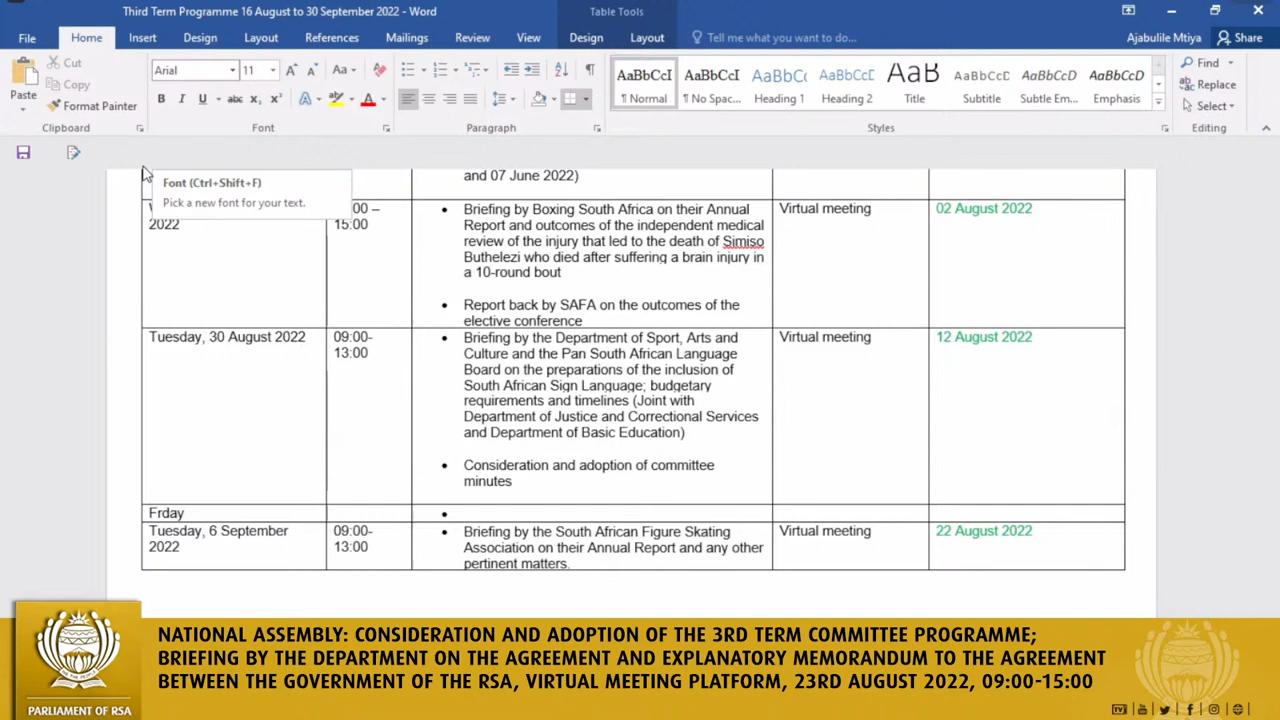 Third Term Programme 16 August to 30 September 2022 - Word
Table Tools
File Home Insert Design Layout References Mailings Review View Design Layout Tell me what you want to do... Ajabulile Mtiya Share
Cut
Copy
Paste
Format Painter
Clipboard
Arial 11
Font
Paragraph
AaBbCcI AaBbCcI AaBbCc AaBbCcI AaB AaBbCcD AaBbCcD AaBbCcD
¶ Normal ¶ No Spac... Heading 1 Heading 2 Title Subtitle Subtle Em... Emphasis
Styles
Find
Replace
Select
Editing
Font (Ctrl+Shift+F)
Pick a new font for your text.
and 07 June 2022)
2022
00 –
15:00
• Briefing by Boxing South Africa on their Annual
Report and outcomes of the independent medical
review of the injury that led to the death of Simiso
Buthelezi who died after suffering a brain injury in
a 10-round bout
• Report back by SAFA on the outcomes of the
elective conference
Virtual meeting
02 August 2022
Tuesday, 30 August 2022
09:00-
13:00
• Briefing by the Department of Sport, Arts and
Culture and the Pan South African Language
Board on the preparations of the inclusion of
South African Sign Language; budgetary
requirements and timelines (Joint with
Department of Justice and Correctional Services
and Department of Basic Education)
• Consideration and adoption of committee
minutes
Virtual meeting
12 August 2022
Frday
•
Tuesday, 6 September
2022
09:00-
13:00
• Briefing by the South African Figure Skating
Association on their Annual Report and any other
pertinent matters.
Virtual meeting
22 August 2022
NATIONAL ASSEMBLY: CONSIDERATION AND ADOPTION OF THE 3RD TERM COMMITTEE PROGRAMME;
BRIEFING BY THE DEPARTMENT ON THE AGREEMENT AND EXPLANATORY MEMORANDUM TO THE AGREEMENT
BETWEEN THE GOVERNMENT OF THE RSA, VIRTUAL MEETING PLATFORM, 23RD AUGUST 2022, 09:00-15:00
PARLIAMENT OF RSA